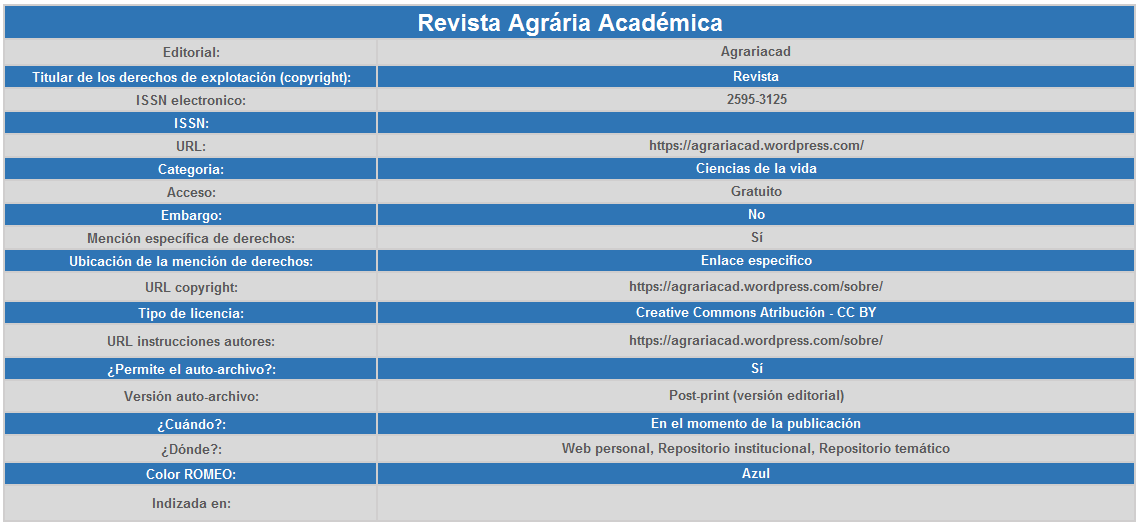 Revista Agrária Académica
Editorial: Agrariacad
Titular de los derechos de explotación (copyright): Revista
ISSN electronico: 2595-3125
ISSN:
URL: https://agrariacad.wordpress.com/
Categoria: Ciencias de la vida
Acceso: Gratuito
Embargo: No
Mención específica de derechos: Sí
Ubicación de la mención de derechos: Enlace especifico
URL copyright: https://agrariacad.wordpress.com/sobre/
Tipo de licencia: Creative Commons Atribución - CC BY
URL instrucciones autores: https://agrariacad.wordpress.com/sobre/
¿Permite el auto-archivo?: Sí
Versión auto-archivo: Post-print (versión editorial)
¿Cuándo?: En el momento de la publicación
¿Dónde?: Web personal, Repositorio institucional, Repositorio temático
Color ROMEO: Azul
Indizada en: